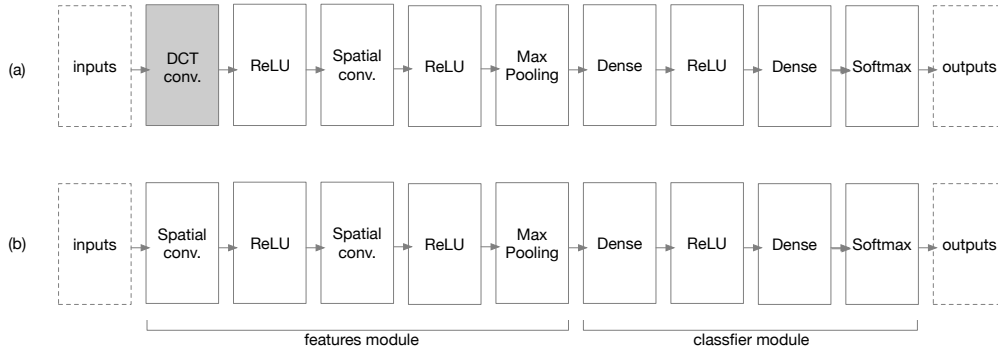 (a)
inputs
DCT
conv.
ReLU
Spatial
conv.
ReLU
Max
Pooling
Dense
ReLU
Dense
Softmax
outputs
(b)
inputs
Spatial
conv.
ReLU
Spatial
conv.
ReLU
Max
Pooling
Dense
ReLU
Dense
Softmax
outputs
features module
classfier module